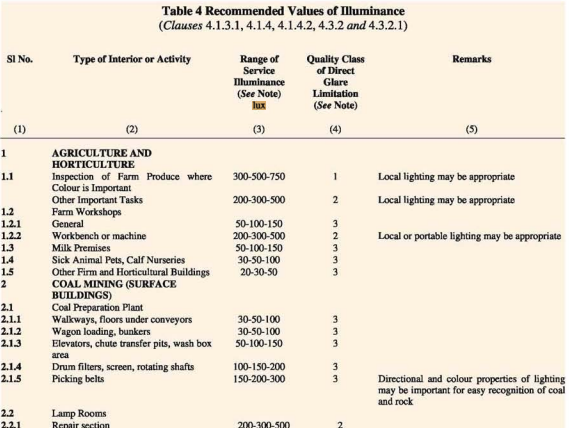 Table 4 Recommended Values of Illuminance
(Clauses 4.1.3.1, 4.1.4, 4.1.4.2, 4.3.2 and 4.3.2.1)
Sl No. Type of Interior or Activity Range of Service Illuminance (See Note) lux Quality Class of Direct Glare Limitation (See Note) Remarks
(1) (2) (3) (4) (5)
1 AGRICULTURE AND
HORTICULTURE
1.1 Inspection of Farm Produce where 300-500-750 1 Local lighting may be appropriate
Colour is Important
Other Important Tasks 200-300-500 2 Local lighting may be appropriate
1.2 Farm Workshops
1.2.1 General 50-100-150 3
1.2.2 Workbench or machine 200-300-500 2 Local or portable lighting may be appropriate
1.3 Milk Premises 50-100-150 3
1.4 Sick Animal Pets, Calf Nurseries 30-50-100 3
1.5 Other Firm and Horticultural Buildings 20-30-50 3
2 COAL MINING (SURFACE
BUILDINGS)
2.1 Coal Preparation Plant
2.1.1 Walkways, floors under conveyors 30-50-100 3
2.1.2 Wagon loading, bunkers 30-50-100 3
2.1.3 Elevators, chute transfer pits, wash box 50-100-150 3
area
2.1.4 Drum filters, screen, rotating shafts 100-150-200 3
2.1.5 Picking belts 150-200-300 3 Directional and colour properties of lighting
may be important for easy recognition of coal
and rock
2.2 Lamp Rooms
2.2.1 Repair section 200-300-500 2